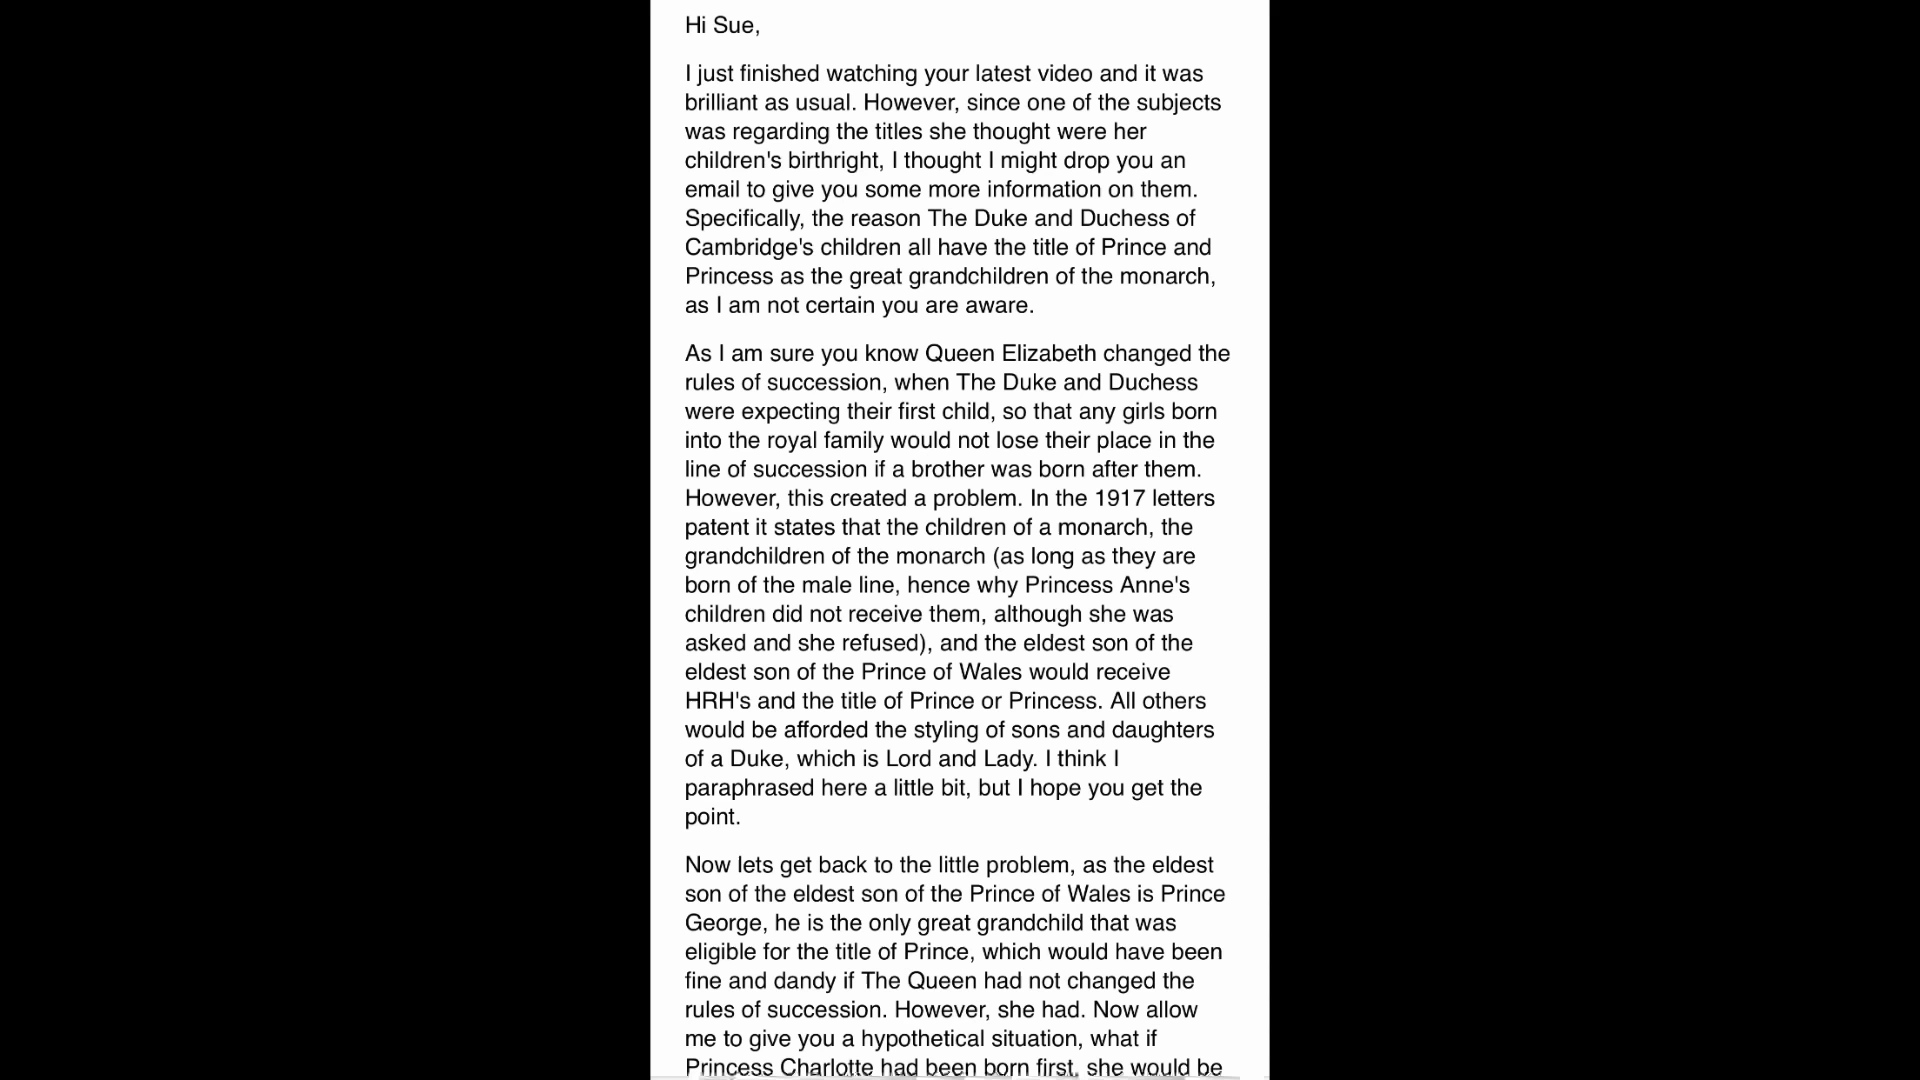 Hi Sue,
I just finished watching your latest video and it was
brilliant as usual. However, since one of the subjects
was regarding the titles she thought were her
children's birthright, I thought I might drop you an
email to give you some more information on them.
Specifically, the reason The Duke and Duchess of
Cambridge's children all have the title of Prince and
Princess as the great grandchildren of the monarch,
as I am not certain you are aware.
As I am sure you know Queen Elizabeth changed the
rules of succession, when The Duke and Duchess
were expecting their first child, so that any girls born
into the royal family would not lose their place in the
line of succession if a brother was born after them.
However, this created a problem. In the 1917 letters
patent it states that the children of a monarch, the
grandchildren of the monarch (as long as they are
born of the male line, hence why Princess Anne's
children did not receive them, although she was
asked and she refused), and the eldest son of the
eldest son of the Prince of Wales would receive
HRH's and the title of Prince or Princess. All others
would be afforded the styling of sons and daughters
of a Duke, which is Lord and Lady. I think I
paraphrased here a little bit, but I hope you get the
point.
Now lets get back to the little problem, as the eldest
son of the eldest son of the Prince of Wales is Prince
George, he is the only great grandchild that was
eligible for the title of Prince, which would have been
fine and dandy if The Queen had not changed the
rules of succession. However, she had. Now allow
me to give you a hypothetical situation, what if
Princess Charlotte had been born first, she would be